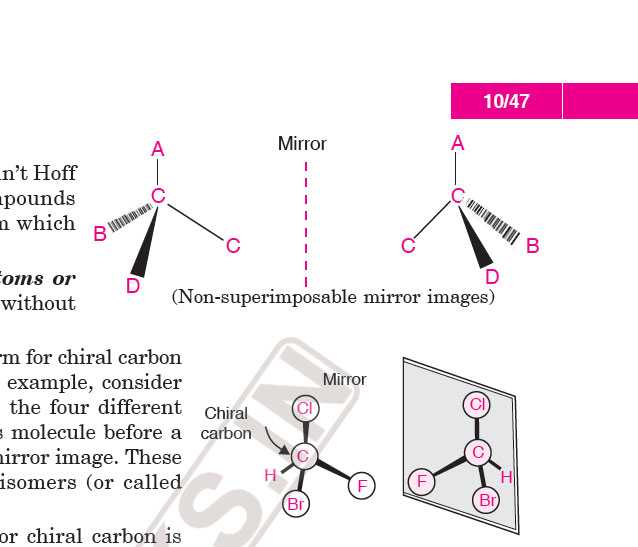 10/47
A
Mirror
A
n't Hoff
npounds
C
C
n which
B
C
C
B
D
D
toms or
without
(Non-superimposable mirror images)
rm for chiral carbon
example, consider
the four different
s molecule before a
nirror image. These
isomers (or called
or chiral carbon is
Mirror
Chiral
carbon
Cl
C
H
F
Br
Cl
C
H
F
Br
S.IN